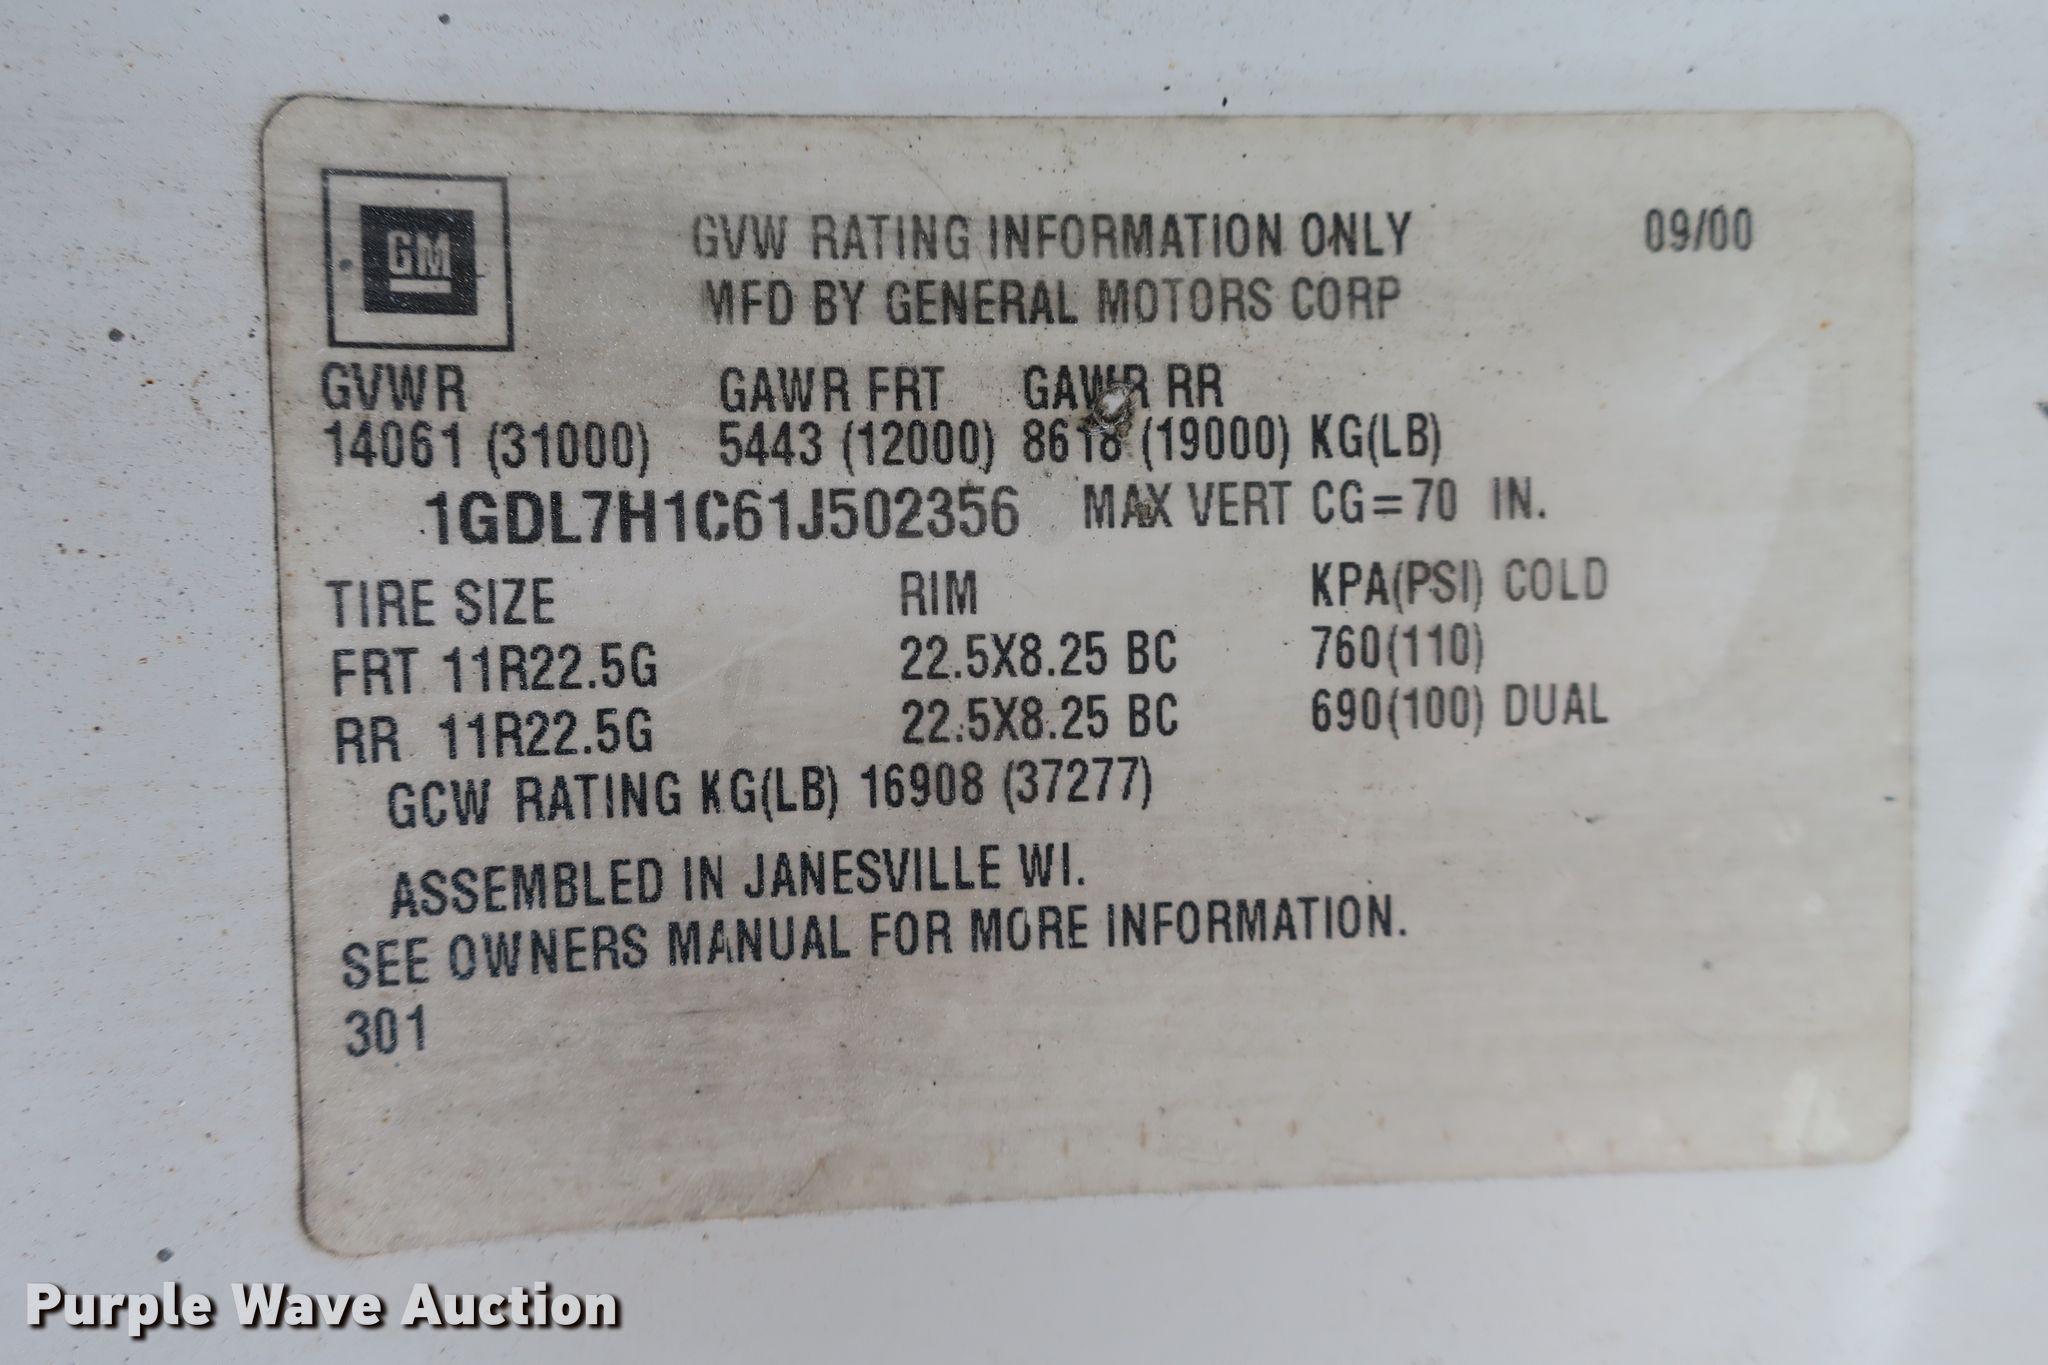 GM
GVW RATING INFORMATION ONLY 09/00
MFD BY GENERAL MOTORS CORP
GVWR GAWR FRT GAWR RR
14061 (31000) 5443 (12000) 8618 (19000) KG(LB)
1GDL7H1C61J502356 MAX VERT CG=70 IN.
TIRE SIZE RIM KPA(PSI) COLD
FRT 11R22.5G 22.5X8.25 BC 760(110)
RR 11R22.5G 22.5X8.25 BC 690(100) DUAL
GCW RATING KG(LB) 16908 (37277)
ASSEMBLED IN JANESVILLE WI.
SEE OWNERS MANUAL FOR MORE INFORMATION.
301
Purple Wave Auction